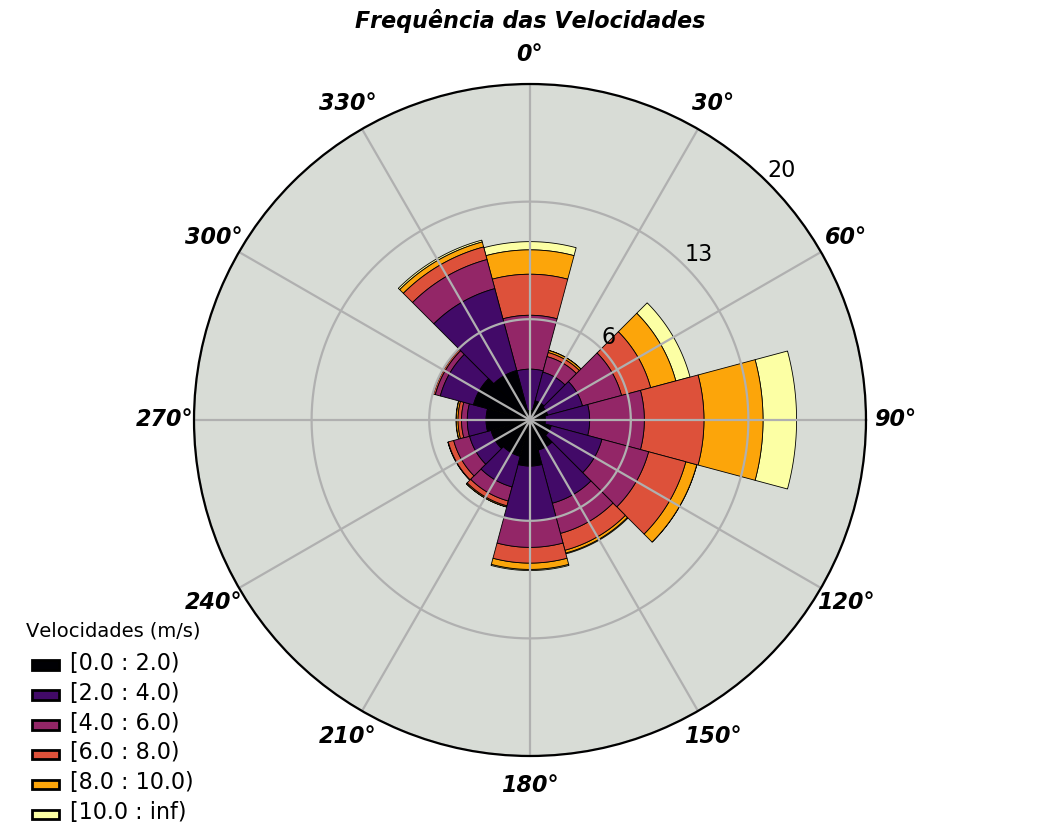 Frequência das Velocidades
0°
330°
30°
20
300°
60°
13
6
270°
90°
240°
120°
210°
150°
180°
Velocidades (m/s)
[0.0 : 2.0)
[2.0 : 4.0)
[4.0 : 6.0)
[6.0 : 8.0)
[8.0 : 10.0)
[10.0 : inf)